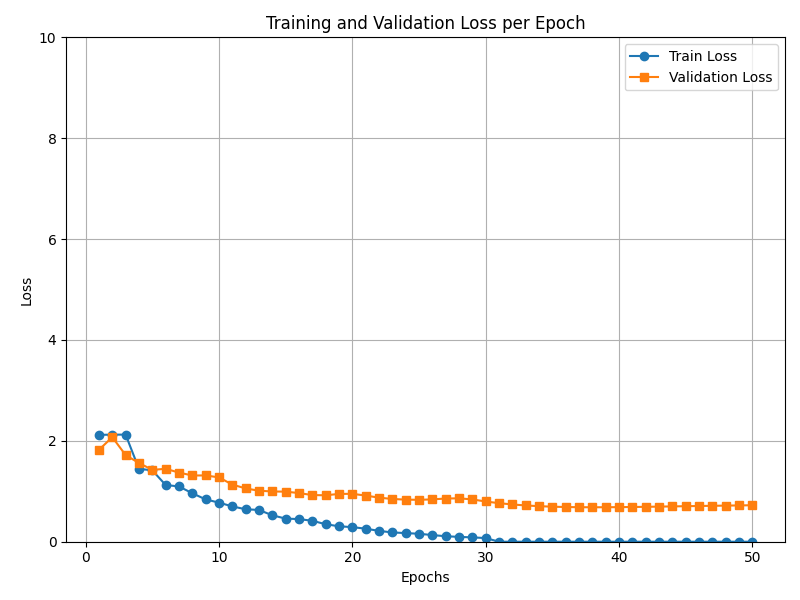 Training and Validation Loss per Epoch
Train Loss
Validation Loss
Loss
10
8
6
4
2
0
0 10 20 30 40 50
Epochs